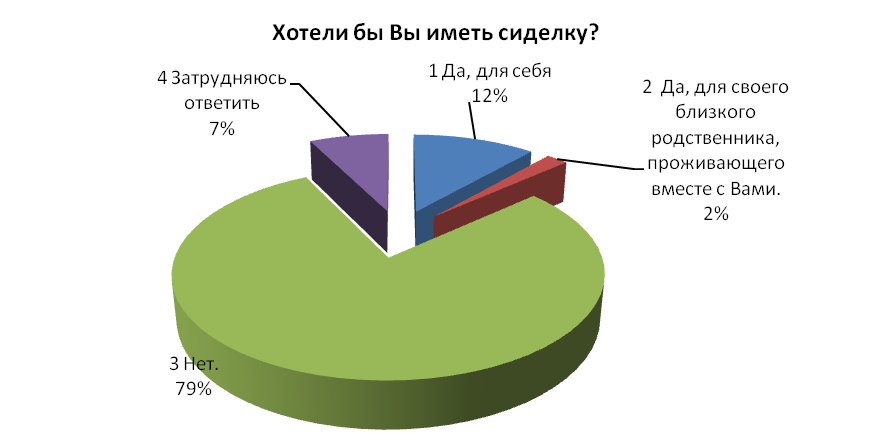 Хотели бы Вы иметь сиделку?
1 Да, для себя
12%
2 Да, для своего
близкого
родственника,
проживающего
вместе с Вами.
2%
3 Нет.
79%
4 Затрудняюсь
ответить
7%